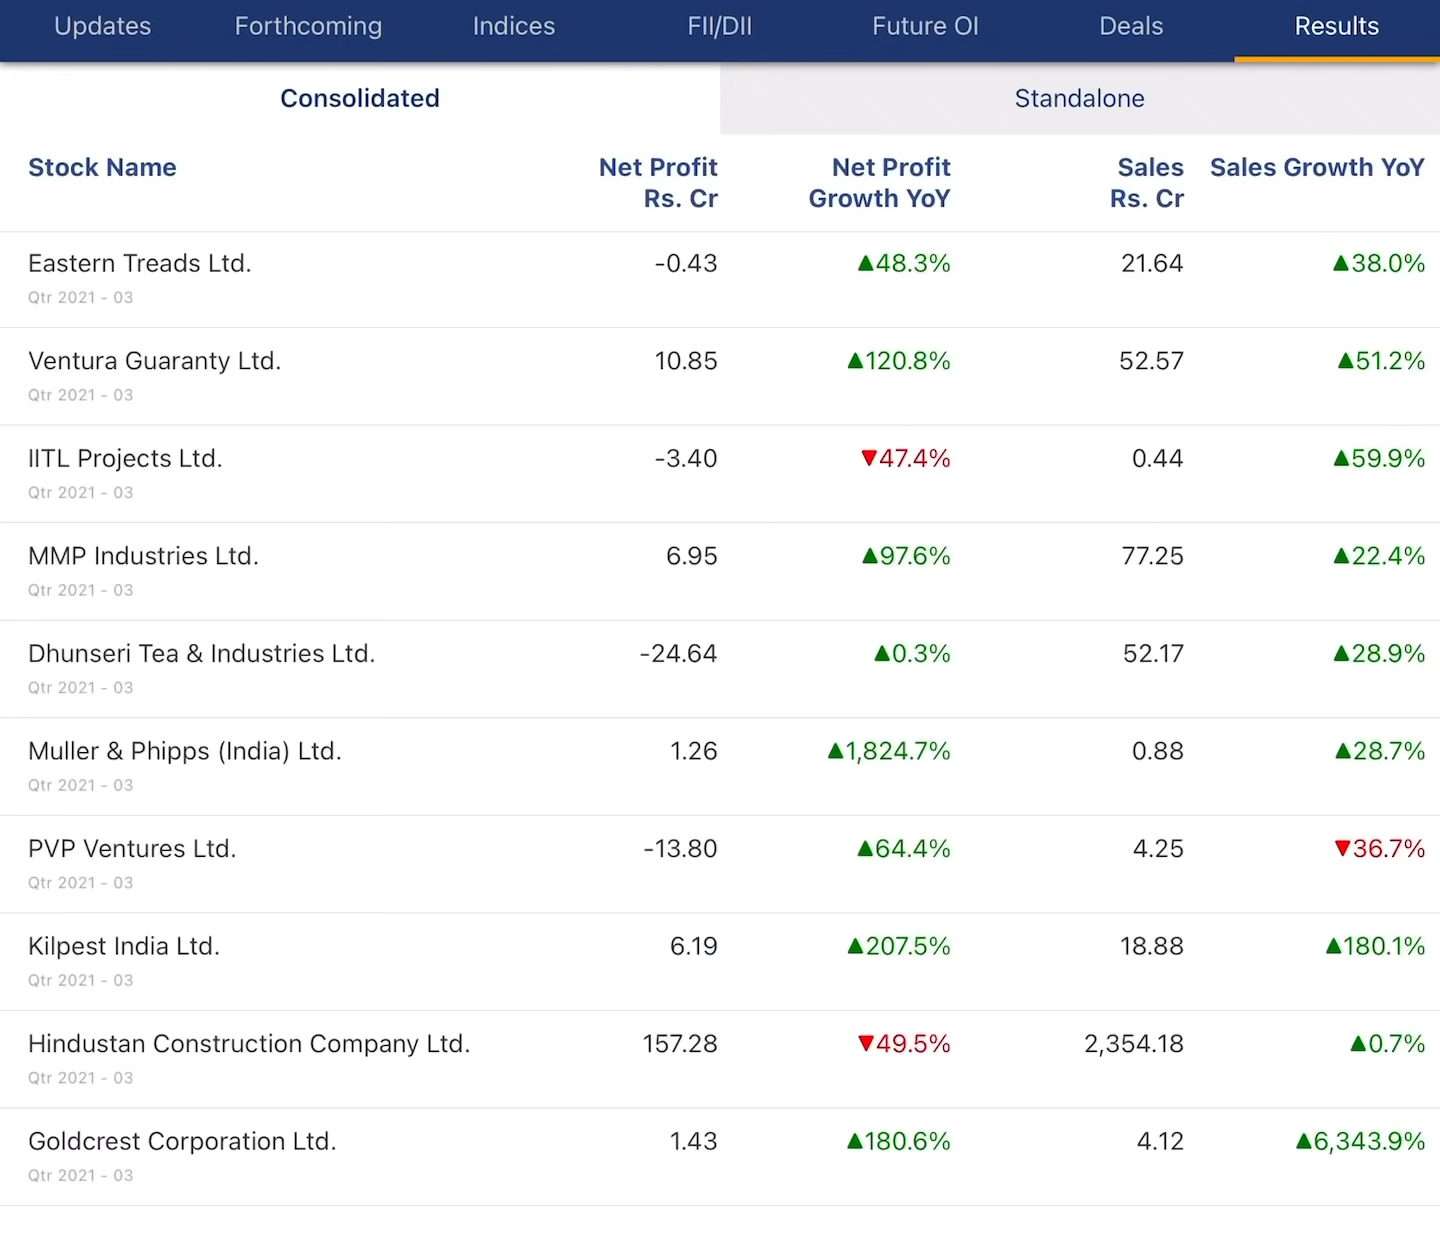 Updates Forthcoming Indices FII/DII Future OI Deals Results
Consolidated Standalone
Stock Name Net Profit Net Profit Sales Sales Growth YoY
Rs. Cr Growth YoY Rs. Cr
Eastern Treads Ltd. -0.43 ▲48.3% 21.64 ▲38.0%
Qtr 2021 - 03
Ventura Guaranty Ltd. 10.85 ▲120.8% 52.57 ▲51.2%
Qtr 2021 - 03
IITL Projects Ltd. -3.40 ▼47.4% 0.44 ▲59.9%
Qtr 2021 - 03
MMP Industries Ltd. 6.95 ▲97.6% 77.25 ▲22.4%
Qtr 2021 - 03
Dhunseri Tea & Industries Ltd. -24.64 ▲0.3% 52.17 ▲28.9%
Qtr 2021 - 03
Muller & Phipps (India) Ltd. 1.26 ▲1,824.7% 0.88 ▲28.7%
Qtr 2021 - 03
PVP Ventures Ltd. -13.80 ▲64.4% 4.25 ▼36.7%
Qtr 2021 - 03
Kilpest India Ltd. 6.19 ▲207.5% 18.88 ▲180.1%
Qtr 2021 - 03
Hindustan Construction Company Ltd. 157.28 ▼49.5% 2,354.18 ▲0.7%
Qtr 2021 - 03
Goldcrest Corporation Ltd. 1.43 ▲180.6% 4.12 ▲6,343.9%
Qtr 2021 - 03